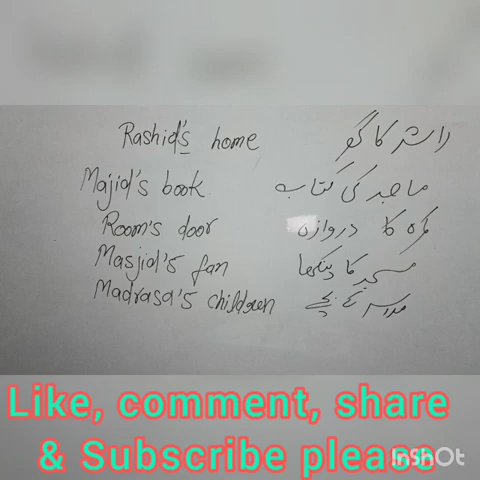 Rashid's home راشد کا گھر
Majid's book ماجد کی کتاب
Room's door کمرہ کا دروازہ
Masjid's fan مسجد کا پنکھا
Madrasa's children مدرسہ کے بچے
Like, comment, share
& Subscribe please
InShOt